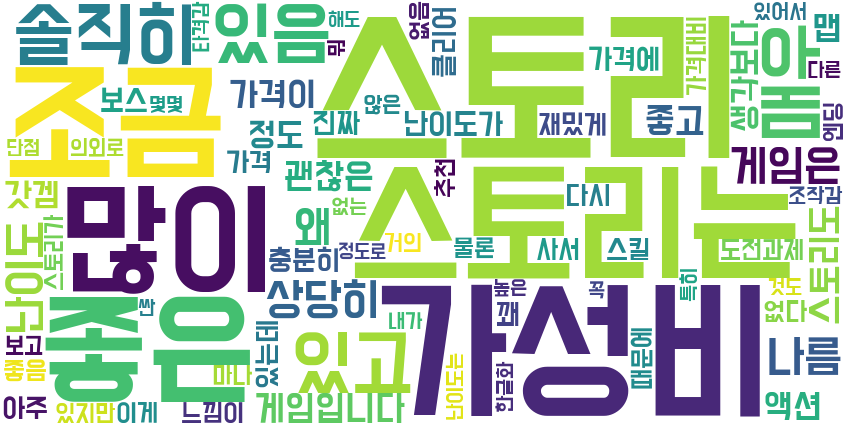 솔직히
타격감
있음
해도
뭔
없음
클리어
스토리
가격에
가격대비
있어서
생각보다
아
맵
다른
엔딩
조금
보스
몇몇
가격이
않은
정도
진짜
난이도가
재밌게
좋고
앰
단점
의외로
가격
괜찮은
추천
게임은
갓겜
많이
없는
왜
스토리는
다시
조작감
난이도
스토리가
충분히
정도로
거인
물론
사서
스킬
도전과제
스토리도
좋은
싼
상당히
높은
꽤
꼭
특히
것도
없다
보고
좋음
마다
있는데
있고
내가
가성비
한글화
때문에
나름
아주
있지만
이게
느낌이
게임입니다
난이도는
액션